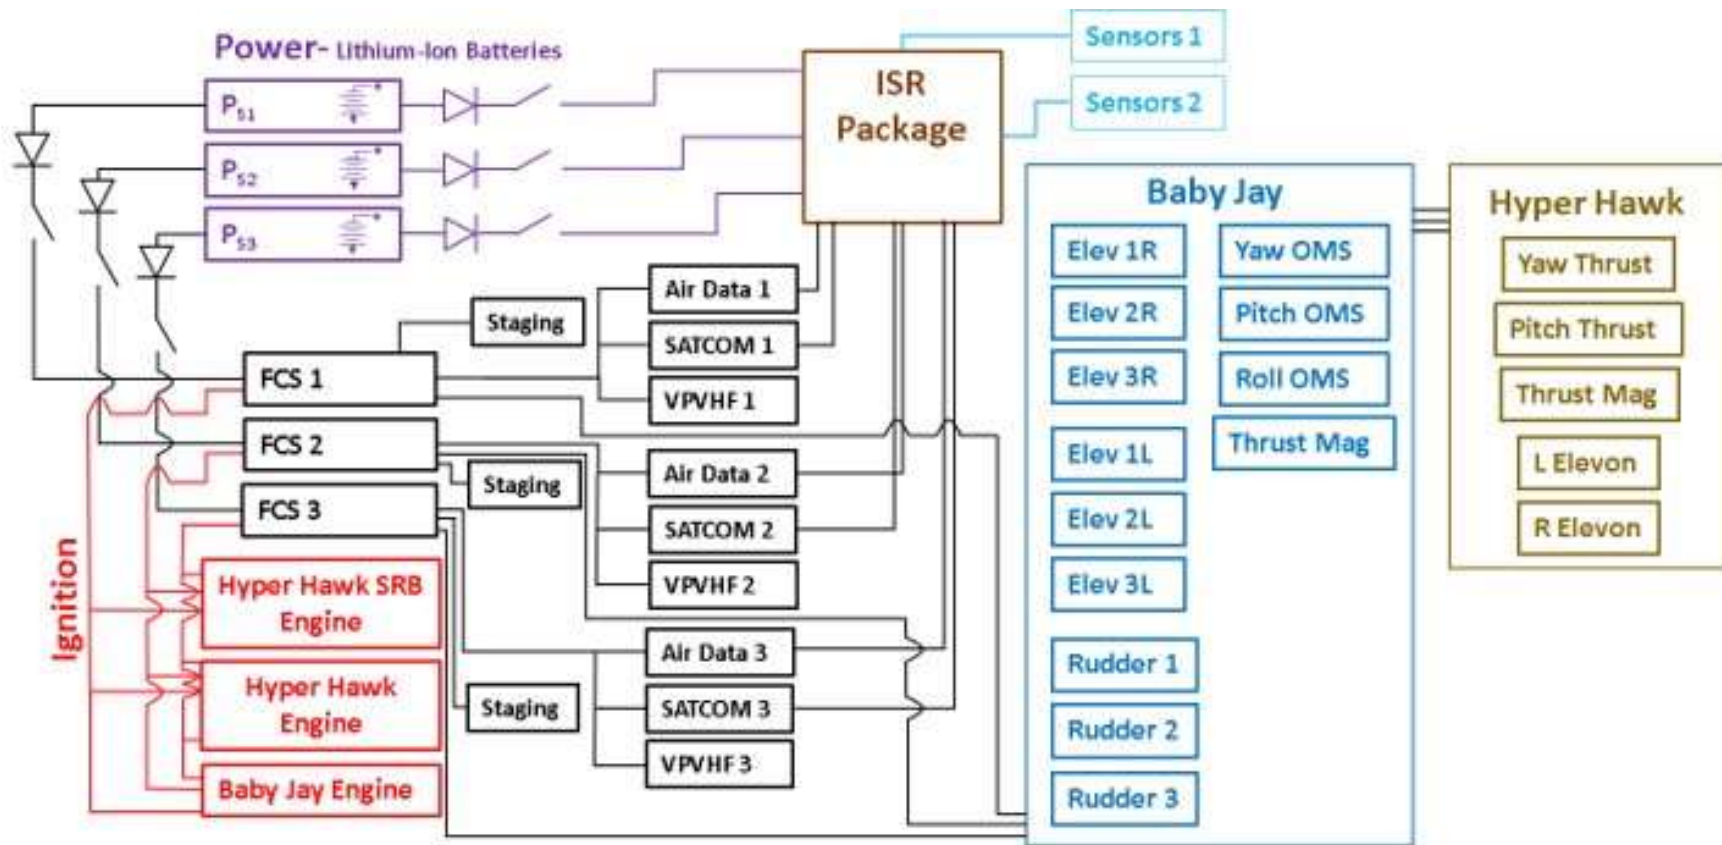 Power- Lithium-Ion Batteries
PS1
PS2
PS3
ISR
Package
Sensors 1
Sensors 2
Staging
FCS 1
FCS 2
FCS 3
Staging
Staging
Air Data 1
SATCOM 1
VPVHF 1
Air Data 2
SATCOM 2
VPVHF 2
Air Data 3
SATCOM 3
VPVHF 3
Ignition
Hyper Hawk SRB
Engine
Hyper Hawk
Engine
Baby Jay Engine
Baby Jay
Elev 1R
Elev 2R
Elev 3R
Elev 1L
Elev 2L
Elev 3L
Rudder 1
Rudder 2
Rudder 3
Yaw OMS
Pitch OMS
Roll OMS
Thrust Mag
Hyper Hawk
Yaw Thrust
Pitch Thrust
Thrust Mag
L Elevon
R Elevon